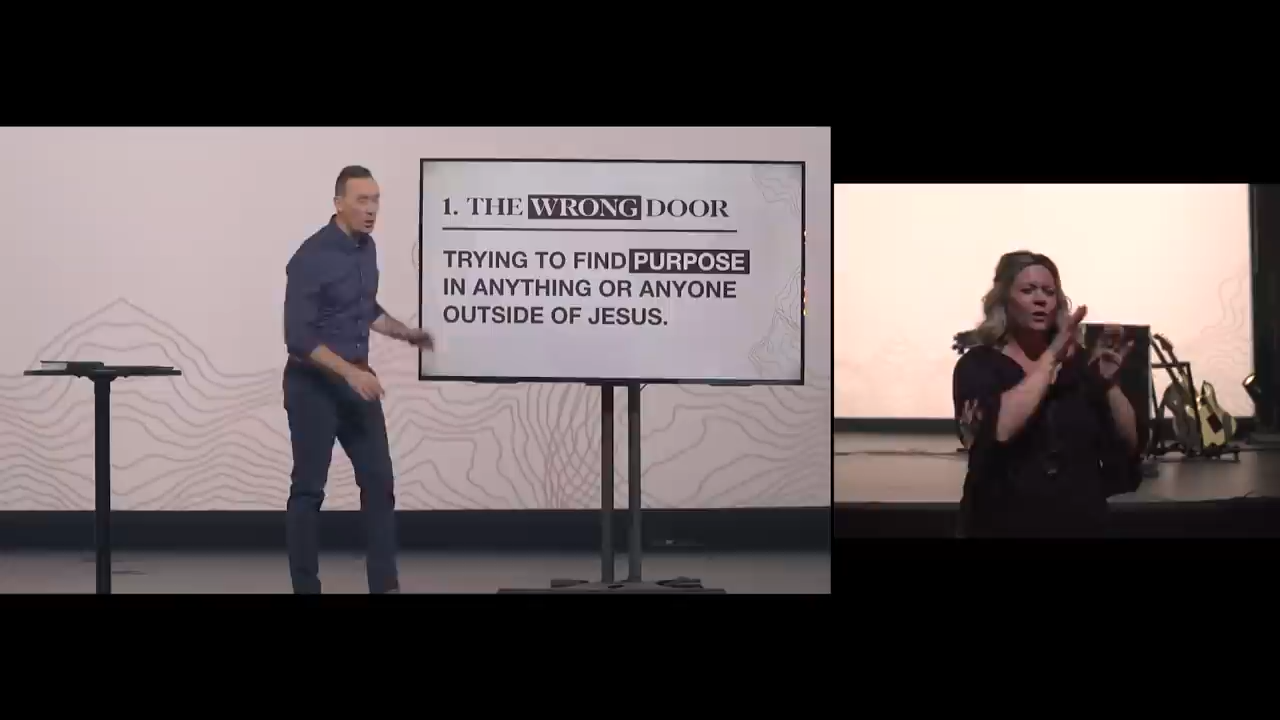 1. THE WRONG DOOR
TRYING TO FIND PURPOSE
IN ANYTHING OR ANYONE
OUTSIDE OF JESUS.